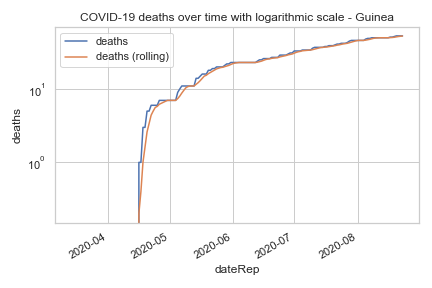 COVID-19 deaths over time with logarithmic scale - Guinea
deaths
deaths (rolling)
10¹
10⁰
deaths
2020-04
2020-05
2020-06
2020-07
2020-08
dateRep